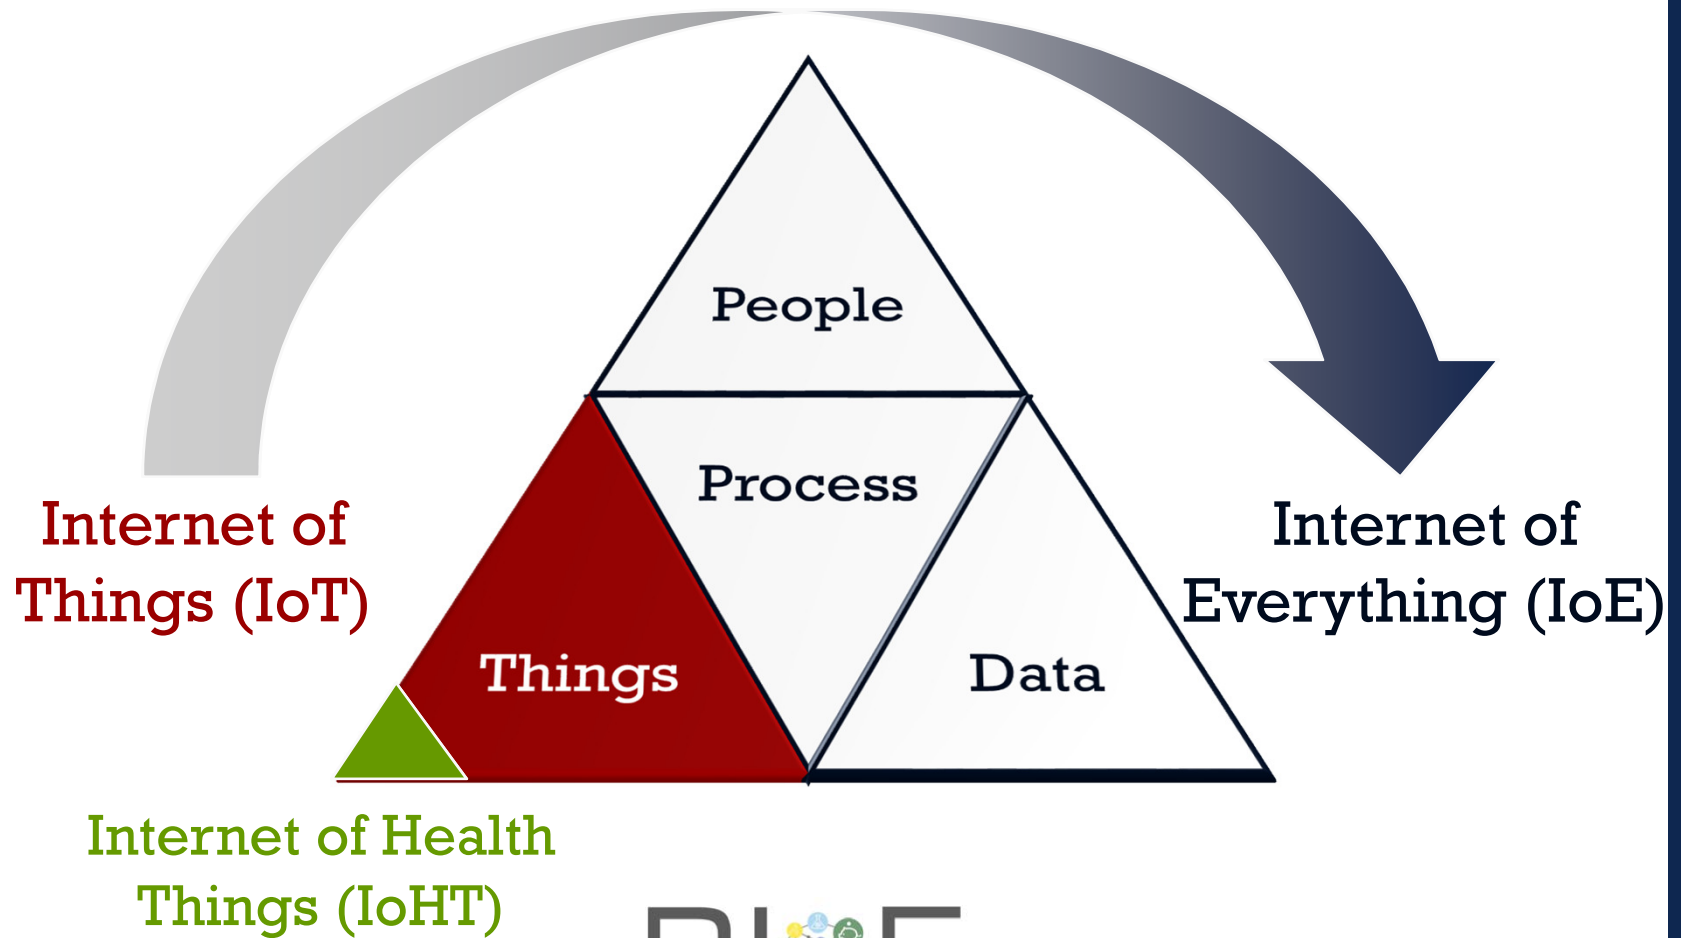 People
Process
Internet of
Things (IoT)
Internet of
Everything (IoE)
Things
Data
Internet of Health
Things (IoHT)